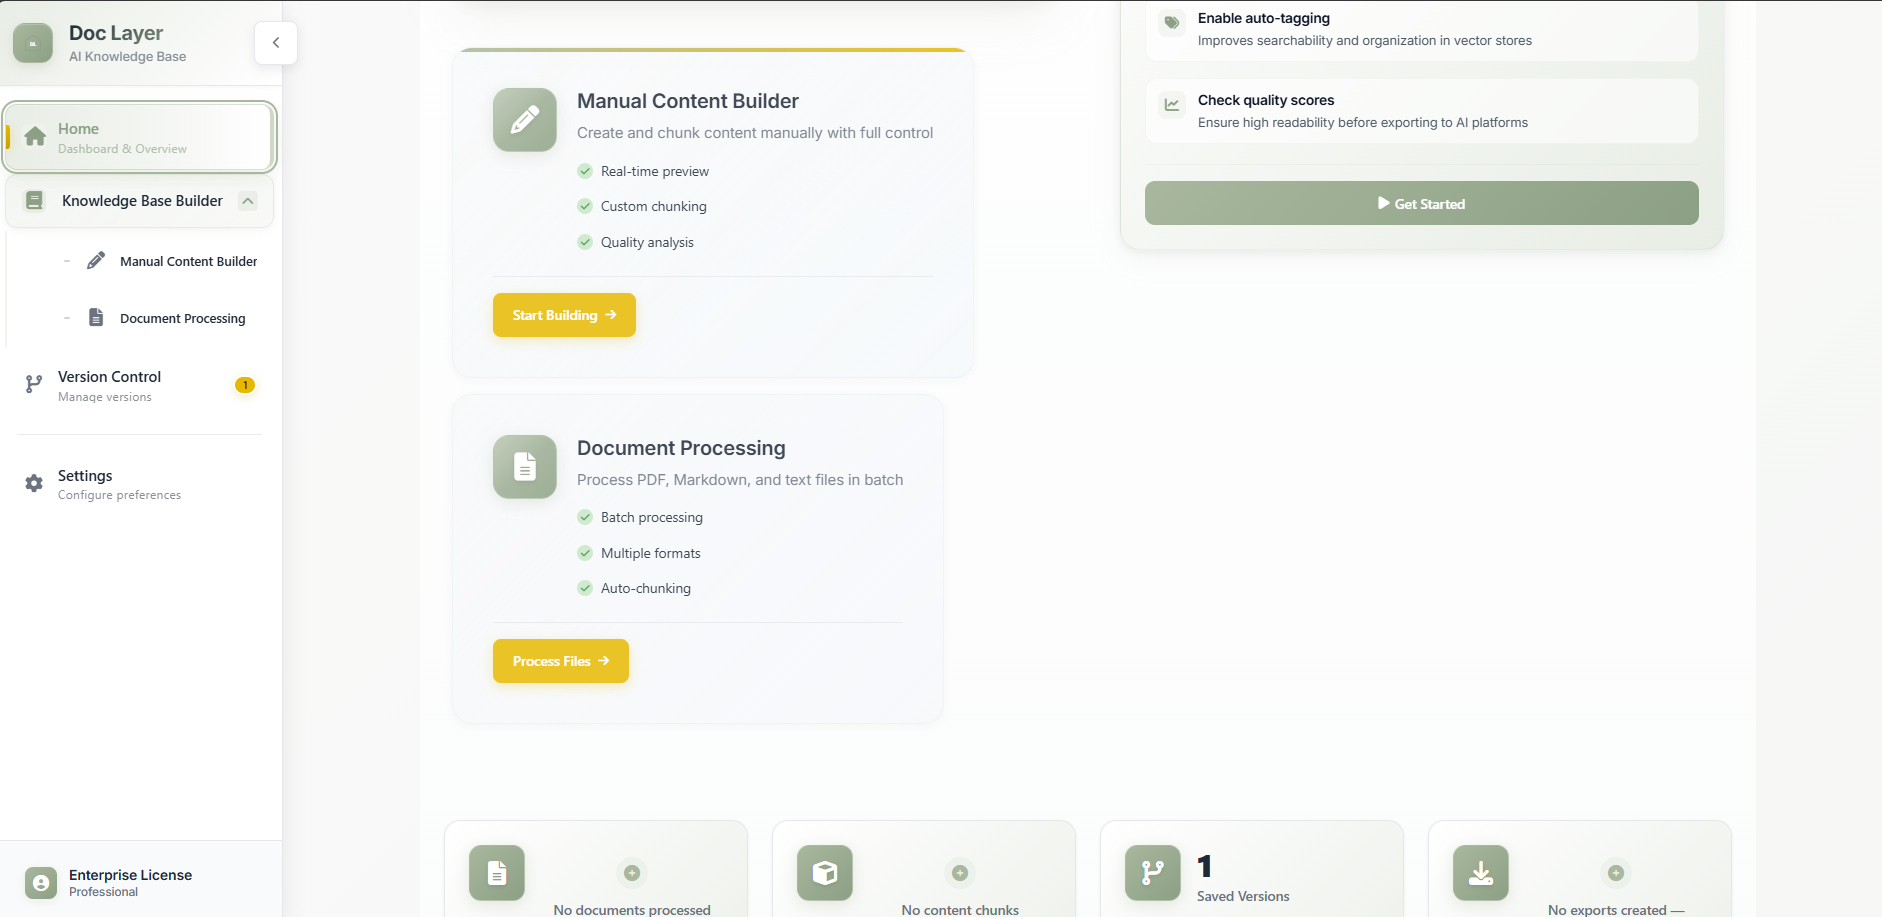 Doc Layer
AI Knowledge Base
Home
Dashboard & Overview
Knowledge Base Builder
Manual Content Builder
Document Processing
Version Control
Manage versions
1
Settings
Configure preferences
Enterprise License
Professional
Manual Content Builder
Create and chunk content manually with full control
Real-time preview
Custom chunking
Quality analysis
Start Building
Document Processing
Process PDF, Markdown, and text files in batch
Batch processing
Multiple formats
Auto-chunking
Process Files
Enable auto-tagging
Improves searchability and organization in vector stores
Check quality scores
Ensure high readability before exporting to AI platforms
Get Started
No documents processed
No content chunks
1
Saved Versions
No exports created —